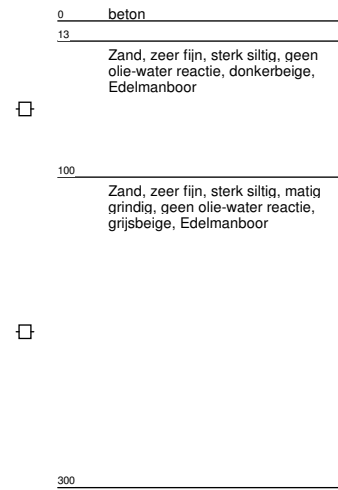 0 beton
13
Zand, zeer fijn, sterk siltig, geen
olie-water reactie, donkerbeige,
Edelmanboor
100
Zand, zeer fijn, sterk siltig, matig
grindig, geen olie-water reactie,
grijsbeige, Edelmanboor
300